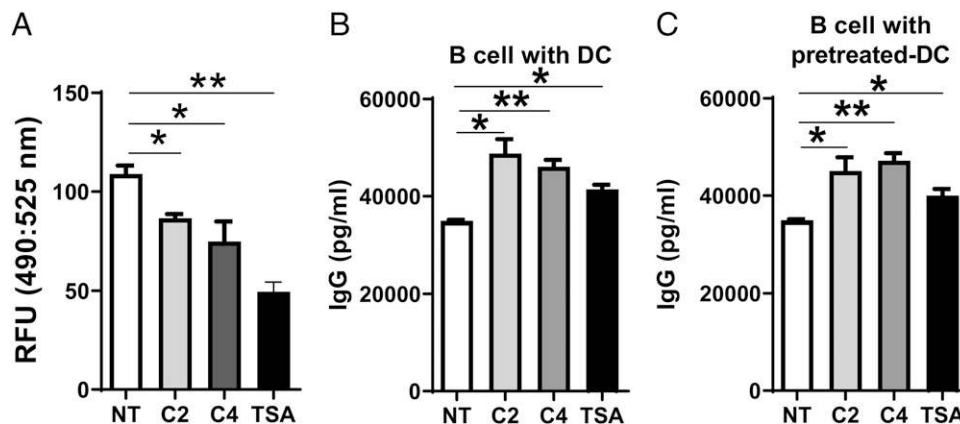 A
RFU (490:525 nm)
150
100
50
0
**
*
*
NT
C2
C4
TSA
B
B cell with DC
IgG (pg/ml)
60000
40000
20000
0
*
**
*
NT
C2
C4
TSA
C
B cell with
pretreated-DC
IgG (pg/ml)
60000
40000
20000
0
*
**
*
NT
C2
C4
TSA